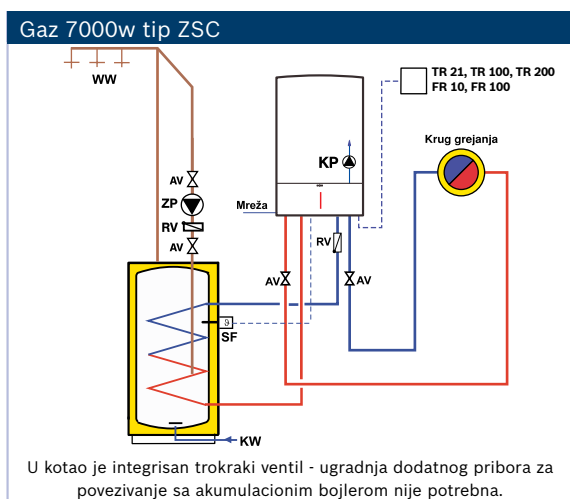 Gaz 7000w tip ZSC
WW
TR 21, TR 100, TR 200
FR 10, FR 100
Krug grejanja
KP
AV
ZP
Mreža
RV
AV
RV
AV
AV
ϑ
SF
KW
U kotao je integrisan trokraki ventil - ugradnja dodatnog pribora za
povezivanje sa akumulacionim bojlerom nije potrebna.